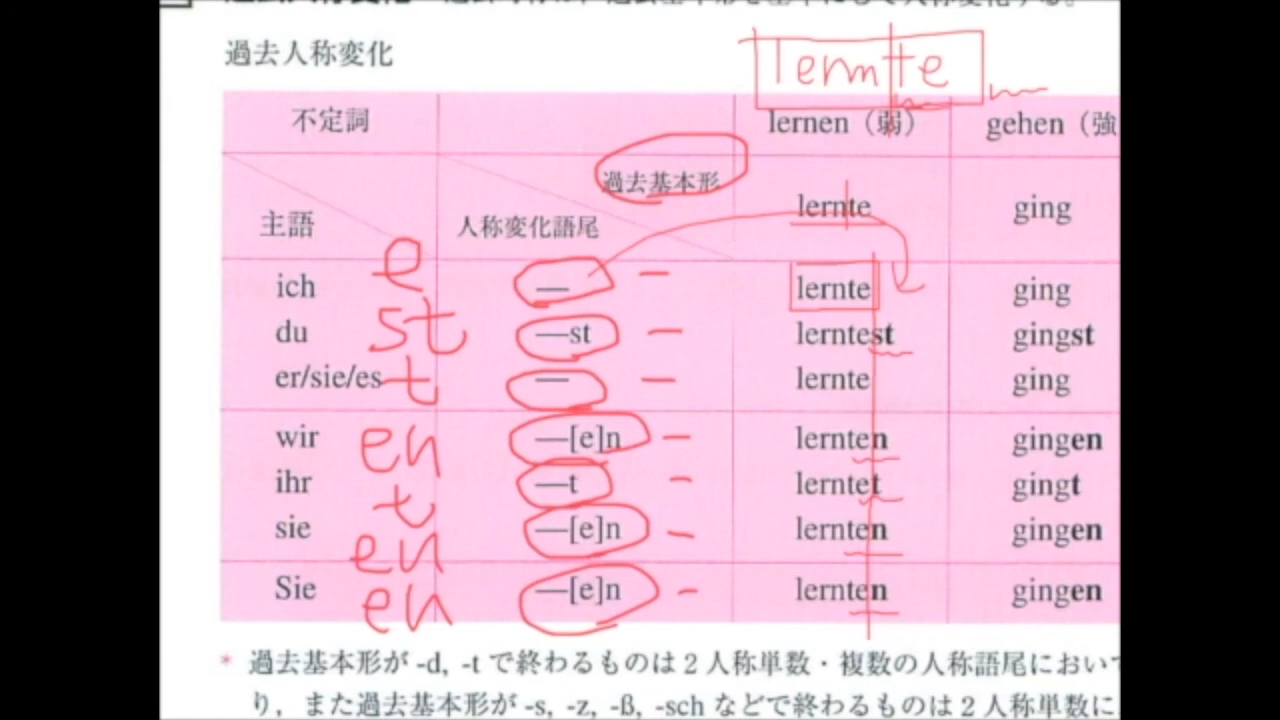 過去人称変化
lernte
不定詞 lernen（弱） gehen（強
過去基本形
主語 人称変化語尾 lernte ging
ich e — lernte ging
du st —st lerntest gingst
er/sie/es t — lernte ging
wir en —[e]n lernten gingen
ihr t —t lerntet gingt
sie en —[e]n lernten gingen
Sie en —[e]n lernten gingen
* 過去基本形が -d, -t で終わるものは2人称単数・複数の人称語尾におい
り，また過去基本形が -s, -z, -ß, -sch などで終わるものは2人称単数に